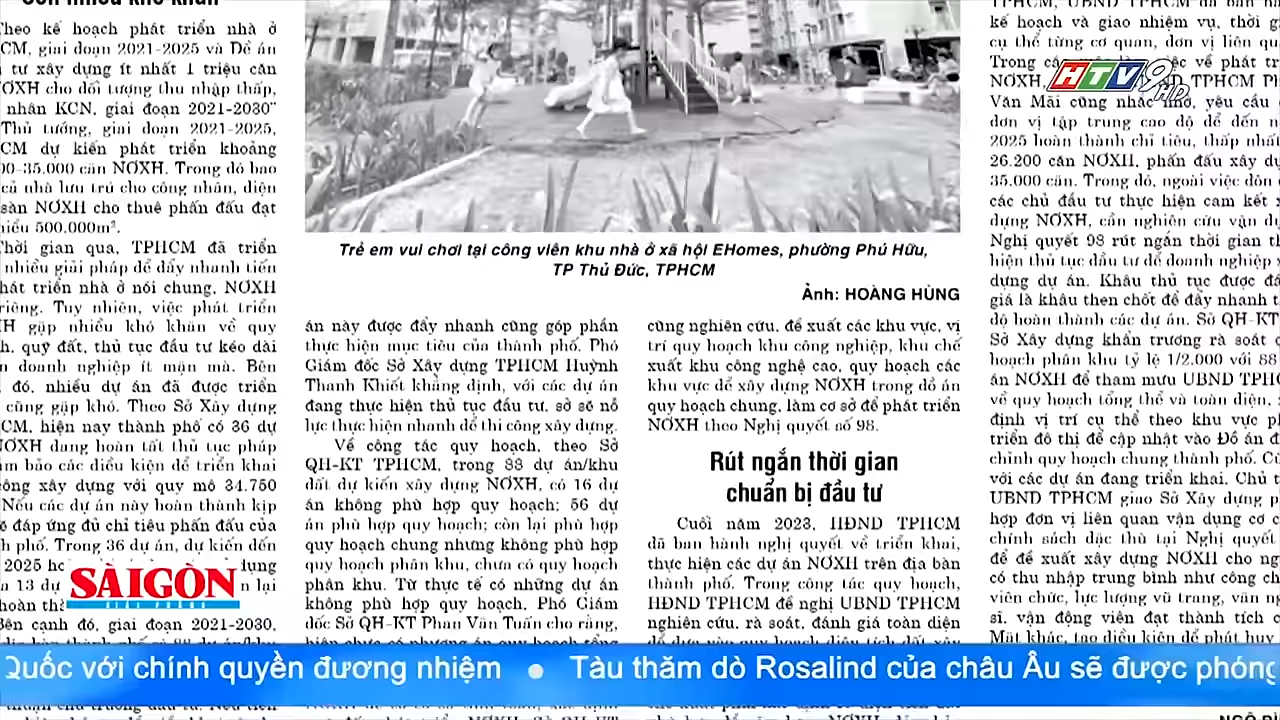 Theo kế hoạch phát triển nhà ở
CM, giai đoạn 2021-2025 và Đề án
tư xây dựng ít nhất 1 triệu căn
ƠXH cho đối tượng thu nhập thấp,
nhân KCN, giai đoạn 2021-2030"
Thủ tướng, giai đoạn 2021-2025,
CM dự kiến phát triển khoảng
00-35.000 căn NƠXH. Trong đó bao
cả nhà lưu trú cho công nhân, diện
sàn NƠXH cho thuê phấn đấu đạt
hiểu 500.000m².
Thời gian qua, TPHCM đã triển
nhiều giải pháp để đẩy nhanh tiến
phát triển nhà ở nói chung, NƠXH
riêng. Tuy nhiên, việc phát triển
H gặp nhiều khó khăn về quy
h, quỹ đất, thủ tục đầu tư kéo dài
n doanh nghiệp ít mặn mà. Bên
đó, nhiều dự án đã được triển
cũng gặp khó. Theo Sở Xây dựng
CM, hiện nay thành phố có 36 dự
NƠXH đang hoàn tất thủ tục pháp
ảm bảo các điều kiện để triển khai
ông xây dựng với quy mô 34.750
Nếu các dự án này hoàn thành kịp
đáp ứng đủ chỉ tiêu phấn đấu của
h phố. Trong 36 dự án, dự kiến đến
2025
dụng
13 dự
n lại
hoàn
Bên cạnh đó, giai đoạn 2021-2030,
Trẻ em vui chơi tại công viên khu nhà ở xã hội EHomes, phường Phú Hữu,
TP Thủ Đức, TPHCM
Ảnh: HOÀNG HÙNG
án này được đẩy nhanh cũng góp phần
thực hiện mục tiêu của thành phố. Phó
Giám đốc Sở Xây dựng TPHCM Huỳnh
Thanh Khiết khẳng định, với các dự án
đang thực hiện thủ tục đầu tư, sở sẽ nỗ
lực thực hiện nhanh để thi công xây dựng.
Về công tác quy hoạch, theo Sở
QH-KT TPHCM, trong 88 dự án/khu
đất dự kiến xây dựng NƠXH, có 16 dự
án không phù hợp quy hoạch; 56 dự
án phù hợp quy hoạch; còn lại phù hợp
quy hoạch chung nhưng không phù hợp
quy hoạch phân khu, chưa có quy hoạch
phân khu. Từ thực tế có những dự án
không phù hợp quy hoạch, Phó Giám
đốc Sở QH-KT Phan Văn Tuấn cho rằng,
hiện chưa có phương án quy hoạch tổng
cũng nghiên cứu, đề xuất các khu vực, vị
trí quy hoạch khu công nghiệp, khu chế
xuất khu công nghệ cao, quy hoạch các
khu vực để xây dựng NƠXH trong đồ án
quy hoạch chung, làm cơ sở để phát triển
NƠXH theo Nghị quyết số 98.
Rút ngắn thời gian
chuẩn bị đầu tư
Cuối năm 2023, HĐND TPHCM
đã ban hành nghị quyết về triển khai,
thực hiện các dự án NƠXH trên địa bàn
thành phố. Trong công tác quy hoạch,
HĐND TPHCM đề nghị UBND TPHCM
nghiên cứu, rà soát, đánh giá toàn diện
kế hoạch và giao nhiệm vụ, thời g
cụ thể từng cơ quan, đơn vị liên qu
Trong các
ệc về phát tr
NƠXH
TPHCM P
Văn Mãi cũng nhắc nhở, yêu cầu
đơn vị tập trung cao độ để đến n
2025 hoàn thành chỉ tiêu, thấp nhấ
26.200 căn NƠXH, phấn đấu xây dự
35.000 căn. Trong đó, ngoài việc đôn
các chủ đầu tư thực hiện cam kết x
dựng NƠXH, cần nghiên cứu vận dụ
Nghị quyết 98 rút ngắn thời gian th
hiện thủ tục đầu tư để doanh nghiệp x
dựng dự án. Khâu thủ tục được đá
giá là khâu then chốt để đẩy nhanh t
độ hoàn thành các dự án. Sở QH-KT
Sở Xây dựng khẩn trương rà soát q
hoạch phân khu tỷ lệ 1/2.000 với 88
án NƠXH để tham mưu UBND TPHC
về quy hoạch tổng thể và toàn diện, x
định vị trí cụ thể theo khu vực ph
triển đô thị để cập nhật vào Đồ án đ
chỉnh quy hoạch chung thành phố. Cù
với các dự án đang triển khai, Chủ t
UBND TPHCM giao Sở Xây dựng p
hợp đơn vị liên quan vận dụng cơ c
chính sách đặc thù tại Nghị quyết
để đề xuất xây dựng NƠXH cho ng
có thu nhập trung bình như công ch
viên chức, lực lượng vũ trang, văn ng
sĩ, vận động viên đạt thành tích c
Mặt khác, tạo điều kiện để phát huy
HTV9 HD
SÀIGÒN
GIẢI PHÓNG
Quốc với chính quyền đương nhiệm • Tàu thăm dò Rosalind của châu Âu sẽ được phóng